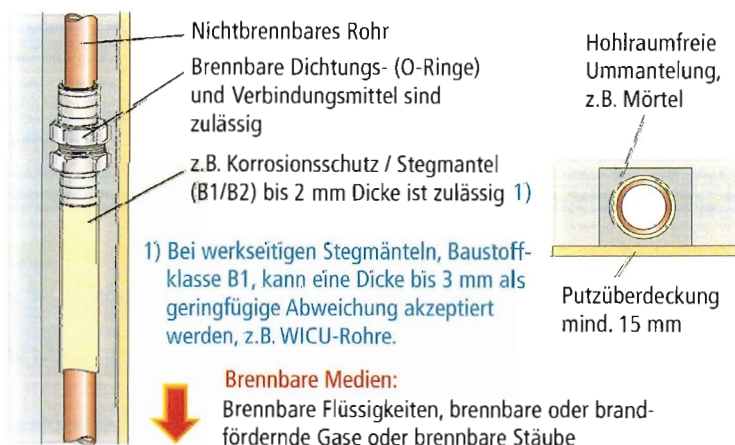 Nichtbrennbares Rohr
Brennbare Dichtungs- (O-Ringe)
und Verbindungsmittel sind
zulässig
z.B. Korrosionsschutz / Stegmantel
(B1/B2) bis 2 mm Dicke ist zulässig 1)
1) Bei werkseitigen Stegmänteln, Baustoff-
klasse B1, kann eine Dicke bis 3 mm als
geringfügige Abweichung akzeptiert
werden, z.B. WICU-Rohre.
Hohlraumfreie
Ummantelung,
z.B. Mörtel
Putzüberdeckung
mind. 15 mm
Brennbare Medien:
Brennbare Flüssigkeiten, brennbare oder brand-
fördernde Gase oder brennbare Stäube